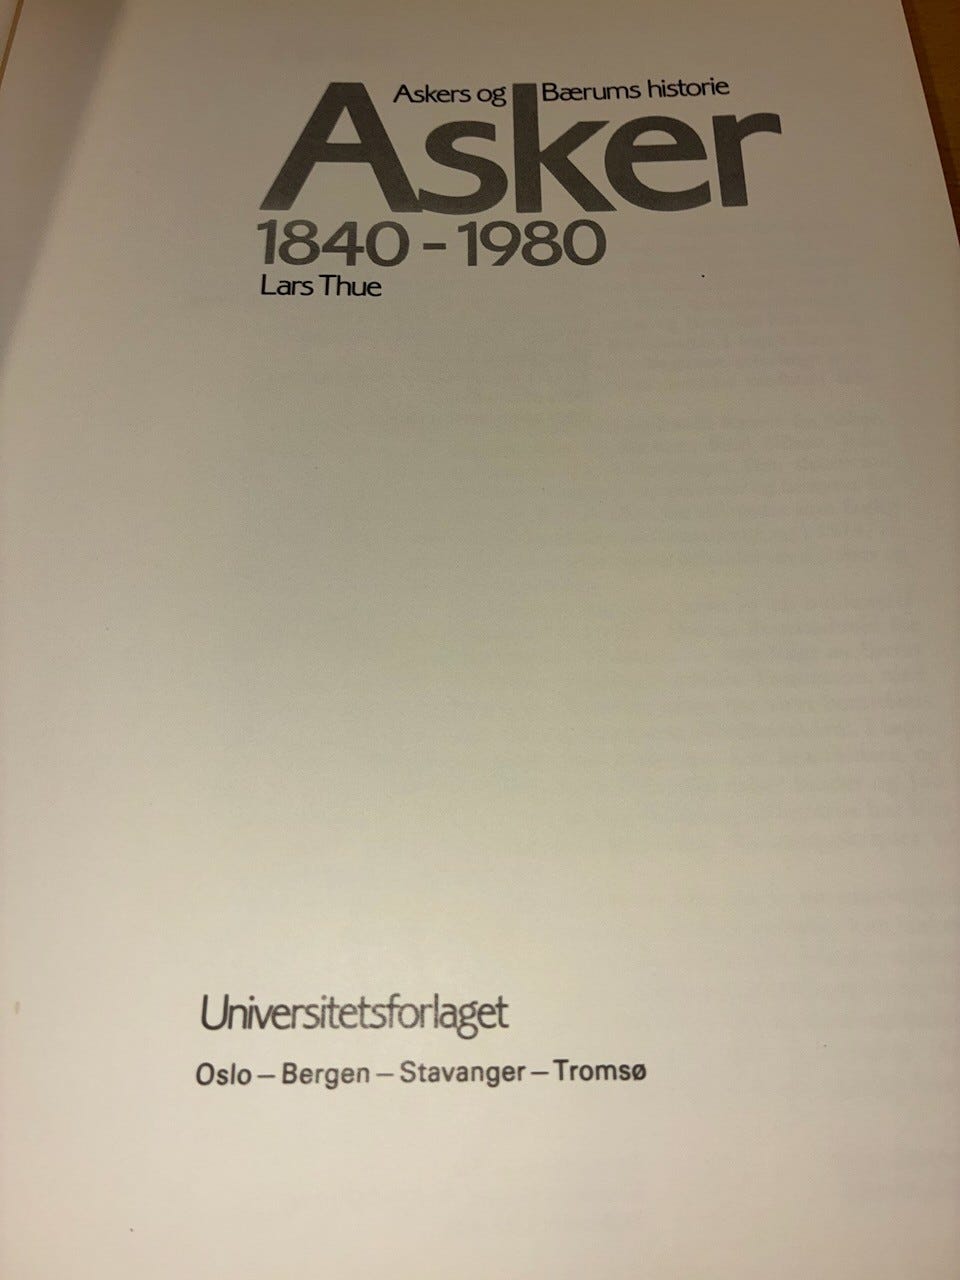 Askers og Bærums historie
Asker
1840-1980
Lars Thue
Universitetsforlaget
Oslo – Bergen – Stavanger – Tromsø